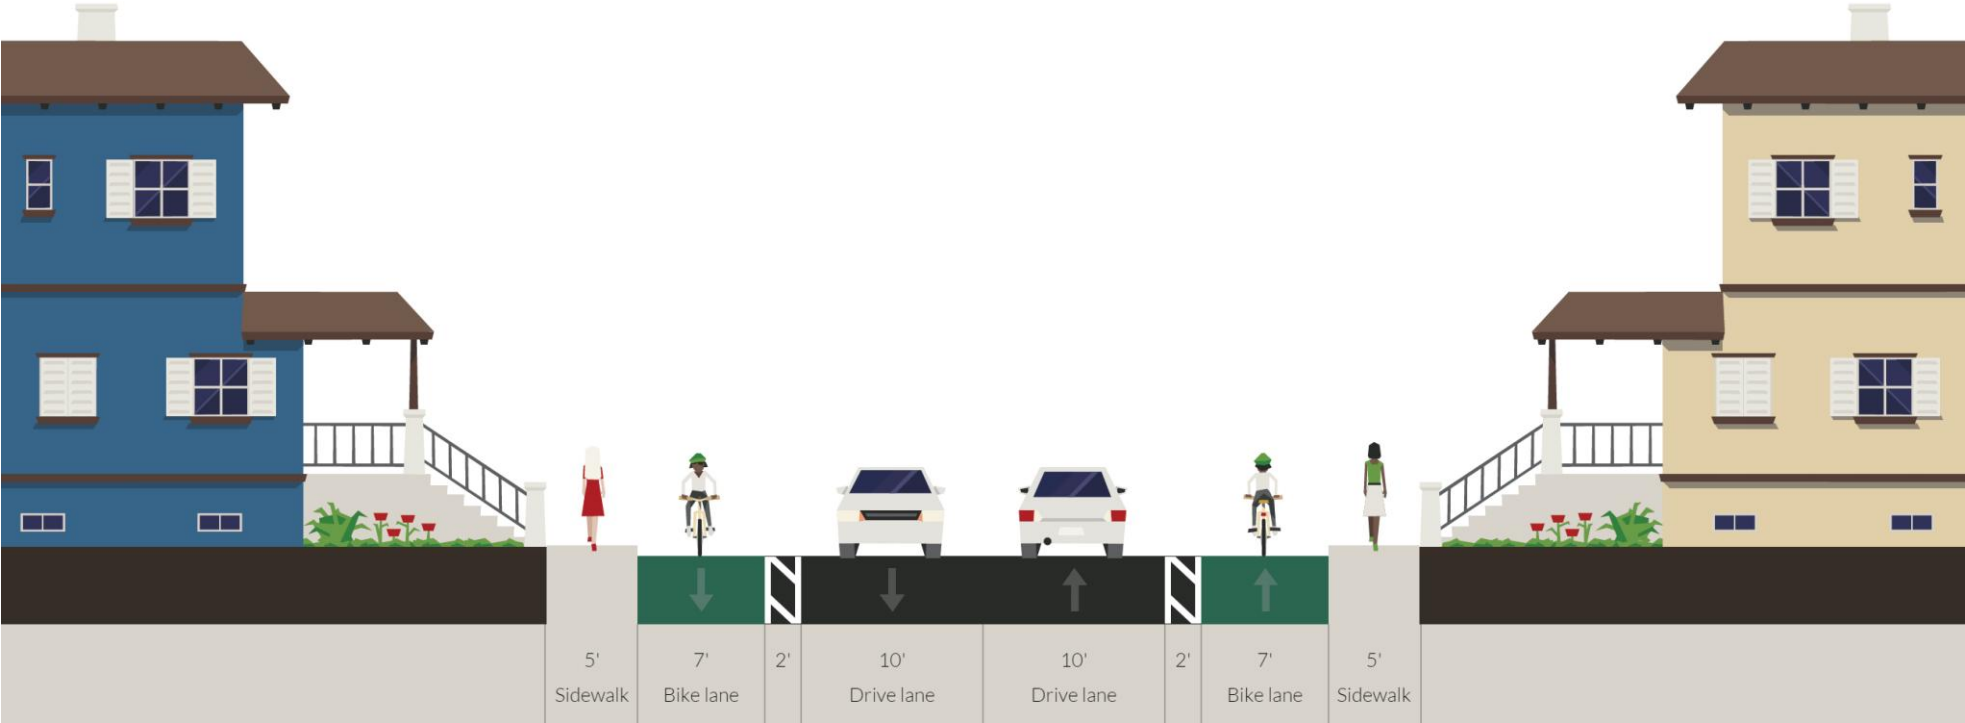 5' 7' 2' 10' 10' 2' 7' 5'
Sidewalk Bike lane Drive lane Drive lane Bike lane Sidewalk